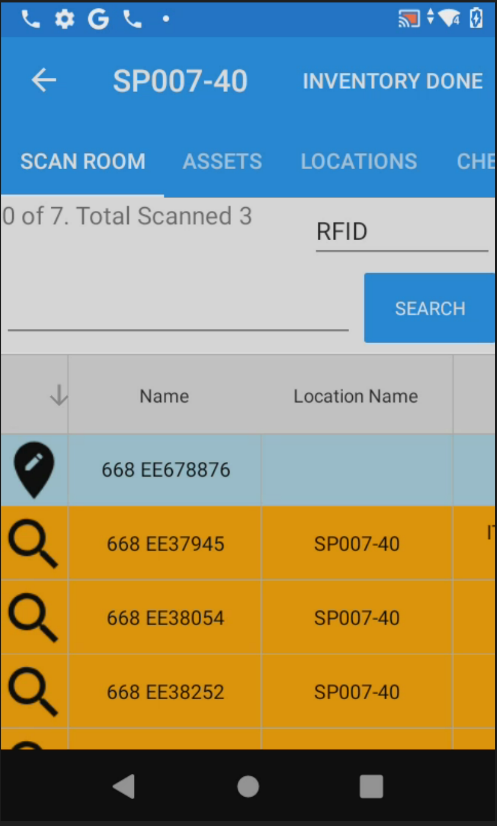 SP007-40
INVENTORY DONE
SCAN ROOM
ASSETS
LOCATIONS
CHE
0 of 7. Total Scanned 3
RFID
SEARCH
Name
Location Name
668 EE678876
668 EE37945
SP007-40
668 EE38054
SP007-40
668 EE38252
SP007-40